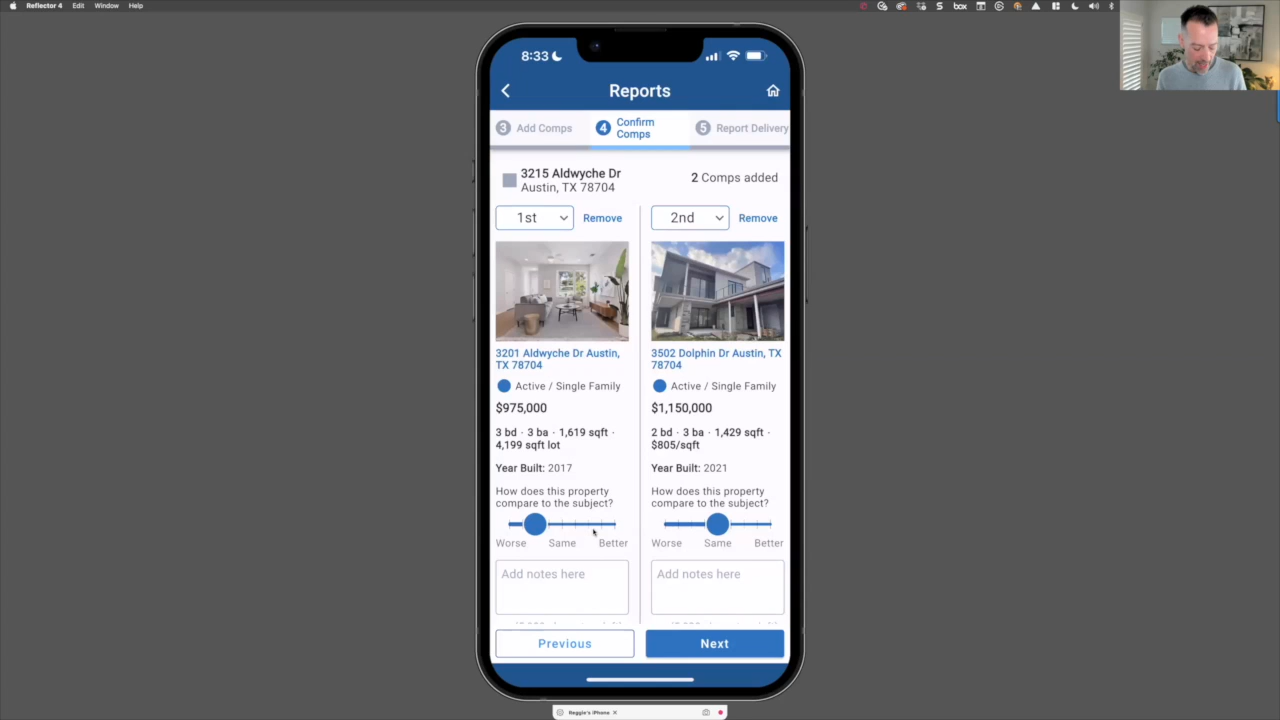 Reflector 4 Edit Window Help
box
8:33
Reports
3 Add Comps
4 Confirm Comps
5 Report Delivery
3215 Aldwyche Dr
Austin, TX 78704
2 Comps added
1st
Remove
2nd
Remove
3201 Aldwyche Dr Austin,
TX 78704
Active / Single Family
$975,000
3 bd · 3 ba · 1,619 sqft ·
4,199 sqft lot
Year Built: 2017
How does this property
compare to the subject?
Worse Same Better
Add notes here
3502 Dolphin Dr Austin, TX
78704
Active / Single Family
$1,150,000
2 bd · 3 ba · 1,429 sqft ·
$805/sqft
Year Built: 2021
How does this property
compare to the subject?
Worse Same Better
Add notes here
Previous
Next
Reggie's iPhone